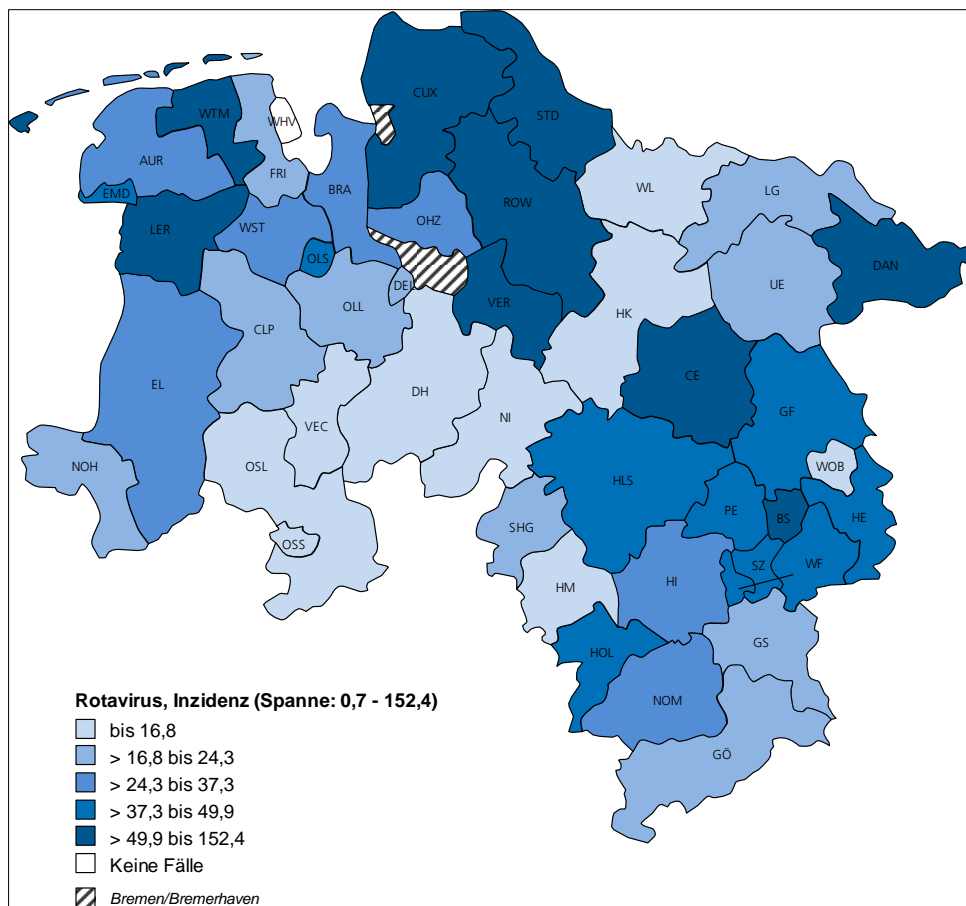 CUX
STD
WTM
WHV
AUR
FRI
WL
BRA
LG
EMD
ROW
OHZ
LER
WST
OLS
DAN
DEL
UE
VER
OLL
HK
CLP
CE
EL
DH
GF
NI
VEC
OSL
NOH
WOB
HLS
PE
BS
HE
SHG
OSS
SZ
WF
HI
HM
GS
HOL
NOM
GÖ
Rotavirus, Inzidenz (Spanne: 0,7 - 152,4)
bis 16,8
> 16,8 bis 24,3
> 24,3 bis 37,3
> 37,3 bis 49,9
> 49,9 bis 152,4
Keine Fälle
Bremen/Bremerhaven